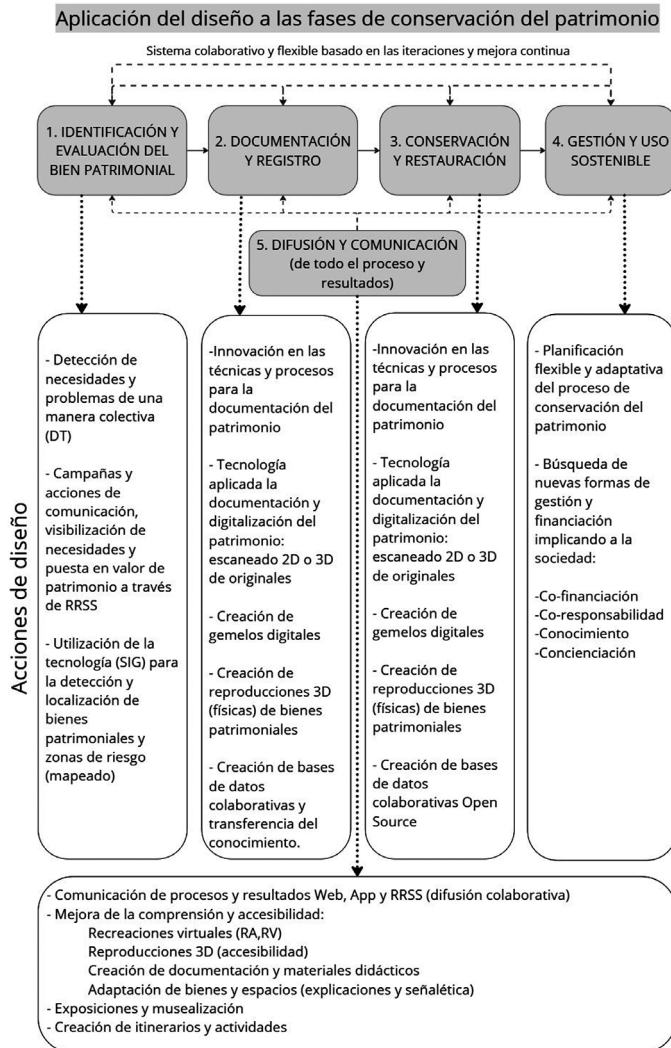 Aplicación del diseño a las fases de conservación del patrimonio
Sistema colaborativo y flexible basado en las iteraciones y mejora continua
1. IDENTIFICACIÓN Y
EVALUACIÓN DEL
BIEN PATRIMONIAL
2. DOCUMENTACIÓN
Y REGISTRO
3. CONSERVACIÓN
Y RESTAURACIÓN
4. GESTIÓN Y USO
SOSTENIBLE
5. DIFUSIÓN Y COMUNICACIÓN
(de todo el proceso y
resultados)
Acciones de diseño
- Detección de
necesidades y
problemas de una
manera colectiva
(DT)
- Campañas y
acciones de
comunicación,
visibilización de
necesidades y
puesta en valor de
patrimonio a través
de RRSS
- Utilización de la
tecnología (SIG) para
la detección y
localización de
bienes
patrimoniales y
zonas de riesgo
(mapeado)
-Innovación en las
técnicas y procesos
para la
documentación del
patrimonio
- Tecnología
aplicada la
documentación y
digitalización del
patrimonio:
escaneado 2D o 3D
de originales
- Creación de
gemelos digitales
- Creación de
reproducciones 3D
(físicas) de bienes
patrimoniales
- Creación de bases
de datos
colaborativas y
transferencia del
conocimiento.
-Innovación en las
técnicas y procesos
para la
documentación del
patrimonio
- Tecnología
aplicada la
documentación y
digitalización del
patrimonio:
escaneado 2D o 3D
de originales
- Creación de
gemelos digitales
- Creación de
reproducciones 3D
(físicas) de bienes
patrimoniales
- Creación de bases
de datos
colaborativas Open
Source
- Planificación
flexible y adaptativa
del proceso de
conservación del
patrimonio
- Búsqueda de
nuevas formas de
gestión y
financiación
implicando a la
sociedad:
-Co-financiación
-Co-responsabilidad
-Conocimiento
-Concienciación
- Comunicación de procesos y resultados Web, App y RRSS (difusión colaborativa)
- Mejora de la comprensión y accesibilidad:
Recreaciones virtuales (RA,RV)
Reproducciones 3D (accesibilidad)
Creación de documentación y materiales didácticos
Adaptación de bienes y espacios (explicaciones y señalética)
- Exposiciones y musealización
- Creación de itinerarios y actividades